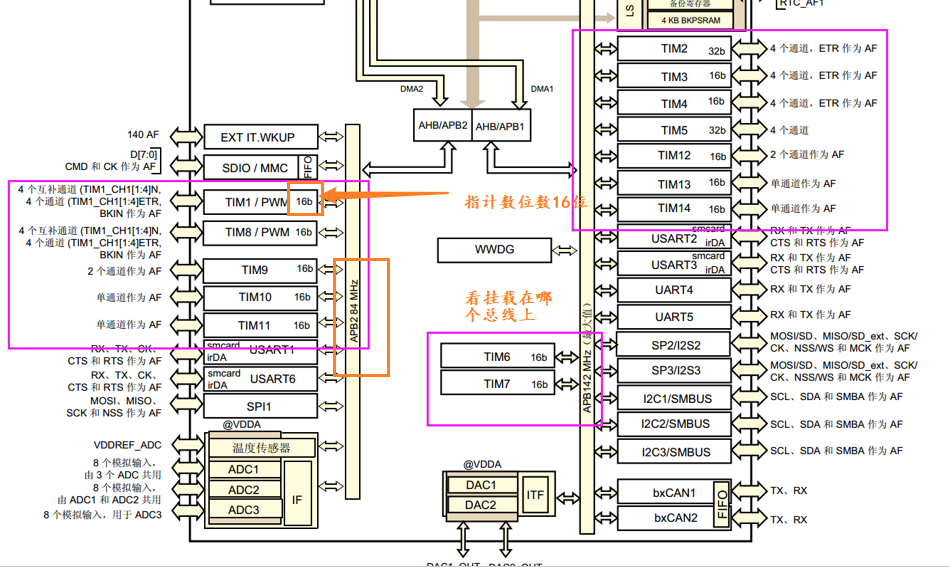 RTC_AF1
LS
备份寄存器
4 KB BKPSRAM
DMA2
DMA1
AHB/APB2
AHB/APB1
140 AF
EXT IT.WKUP
D[7:0]
CMD 和 CK 作为 AF
SDIO / MMC
FIFO
4 个互补通道 (TIM1_CH1[1:4]N,
4 个通道 (TIM1_CH1[1:4]ETR,
BKIN 作为 AF
TIM1 / PWM
16b
指计数位数16位
4 个互补通道 (TIM1_CH1[1:4]N,
4 个通道 (TIM1_CH1[1:4]ETR,
BKIN 作为 AF
TIM8 / PWM
16b
2 个通道作为 AF
TIM9
16b
单通道作为 AF
TIM10
16b
单通道作为 AF
TIM11
16b
RX, TX, CK,
CTS 和 RTS 作为 AF
smcard
irDA
USART1
RX, TX, CK,
CTS 和 RTS 作为 AF
smcard
irDA
USART6
MOSI, MISO,
SCK 和 NSS 作为 AF
SPI1
APB2 84 MHz
@VDDA
VDDREF_ADC
温度传感器
8 个模拟输入,
由 3 个 ADC 共用
ADC1
8 个模拟输入,
由 ADC1 和 ADC2 共用
ADC2
8 个模拟输入, 用于 ADC3
ADC3
IF
WWDG
看挂载在哪
个总线上
TIM6
16b
TIM7
16b
APB142 MHz (最大值)
@VDDA
DAC1
DAC2
ITF
DAC1_OUT
DAC2_OUT
TIM2
32b
4 个通道, ETR 作为 AF
TIM3
16b
4 个通道, ETR 作为 AF
TIM4
16b
4 个通道, ETR 作为 AF
TIM5
32b
4 个通道
TIM12
16b
2 个通道作为 AF
TIM13
16b
单通道作为 AF
TIM14
16b
单通道作为 AF
USART2
smcard
irDA
RX 和 TX 作为 AF
CTS 和 RTS 作为 AF
USART3
smcard
irDA
RX 和 TX 作为 AF
CTS 和 RTS 作为 AF
UART4
RX 和 TX 作为 AF
UART5
RX 和 TX 作为 AF
SP2/I2S2
MOSI/SD、MISO/SD_ext、SCK/
CK、NSS/WS 和 MCK 作为 AF
SP3/I2S3
MOSI/SD、MISO/SD_ext、SCK/
CK、NSS/WS 和 MCK 作为 AF
I2C1/SMBUS
SCL、SDA 和 SMBA 作为 AF
I2C2/SMBUS
SCL、SDA 和 SMBA 作为 AF
I2C3/SMBUS
SCL、SDA 和 SMBA 作为 AF
bxCAN1
TX、RX
bxCAN2
FIFO
TX、RX